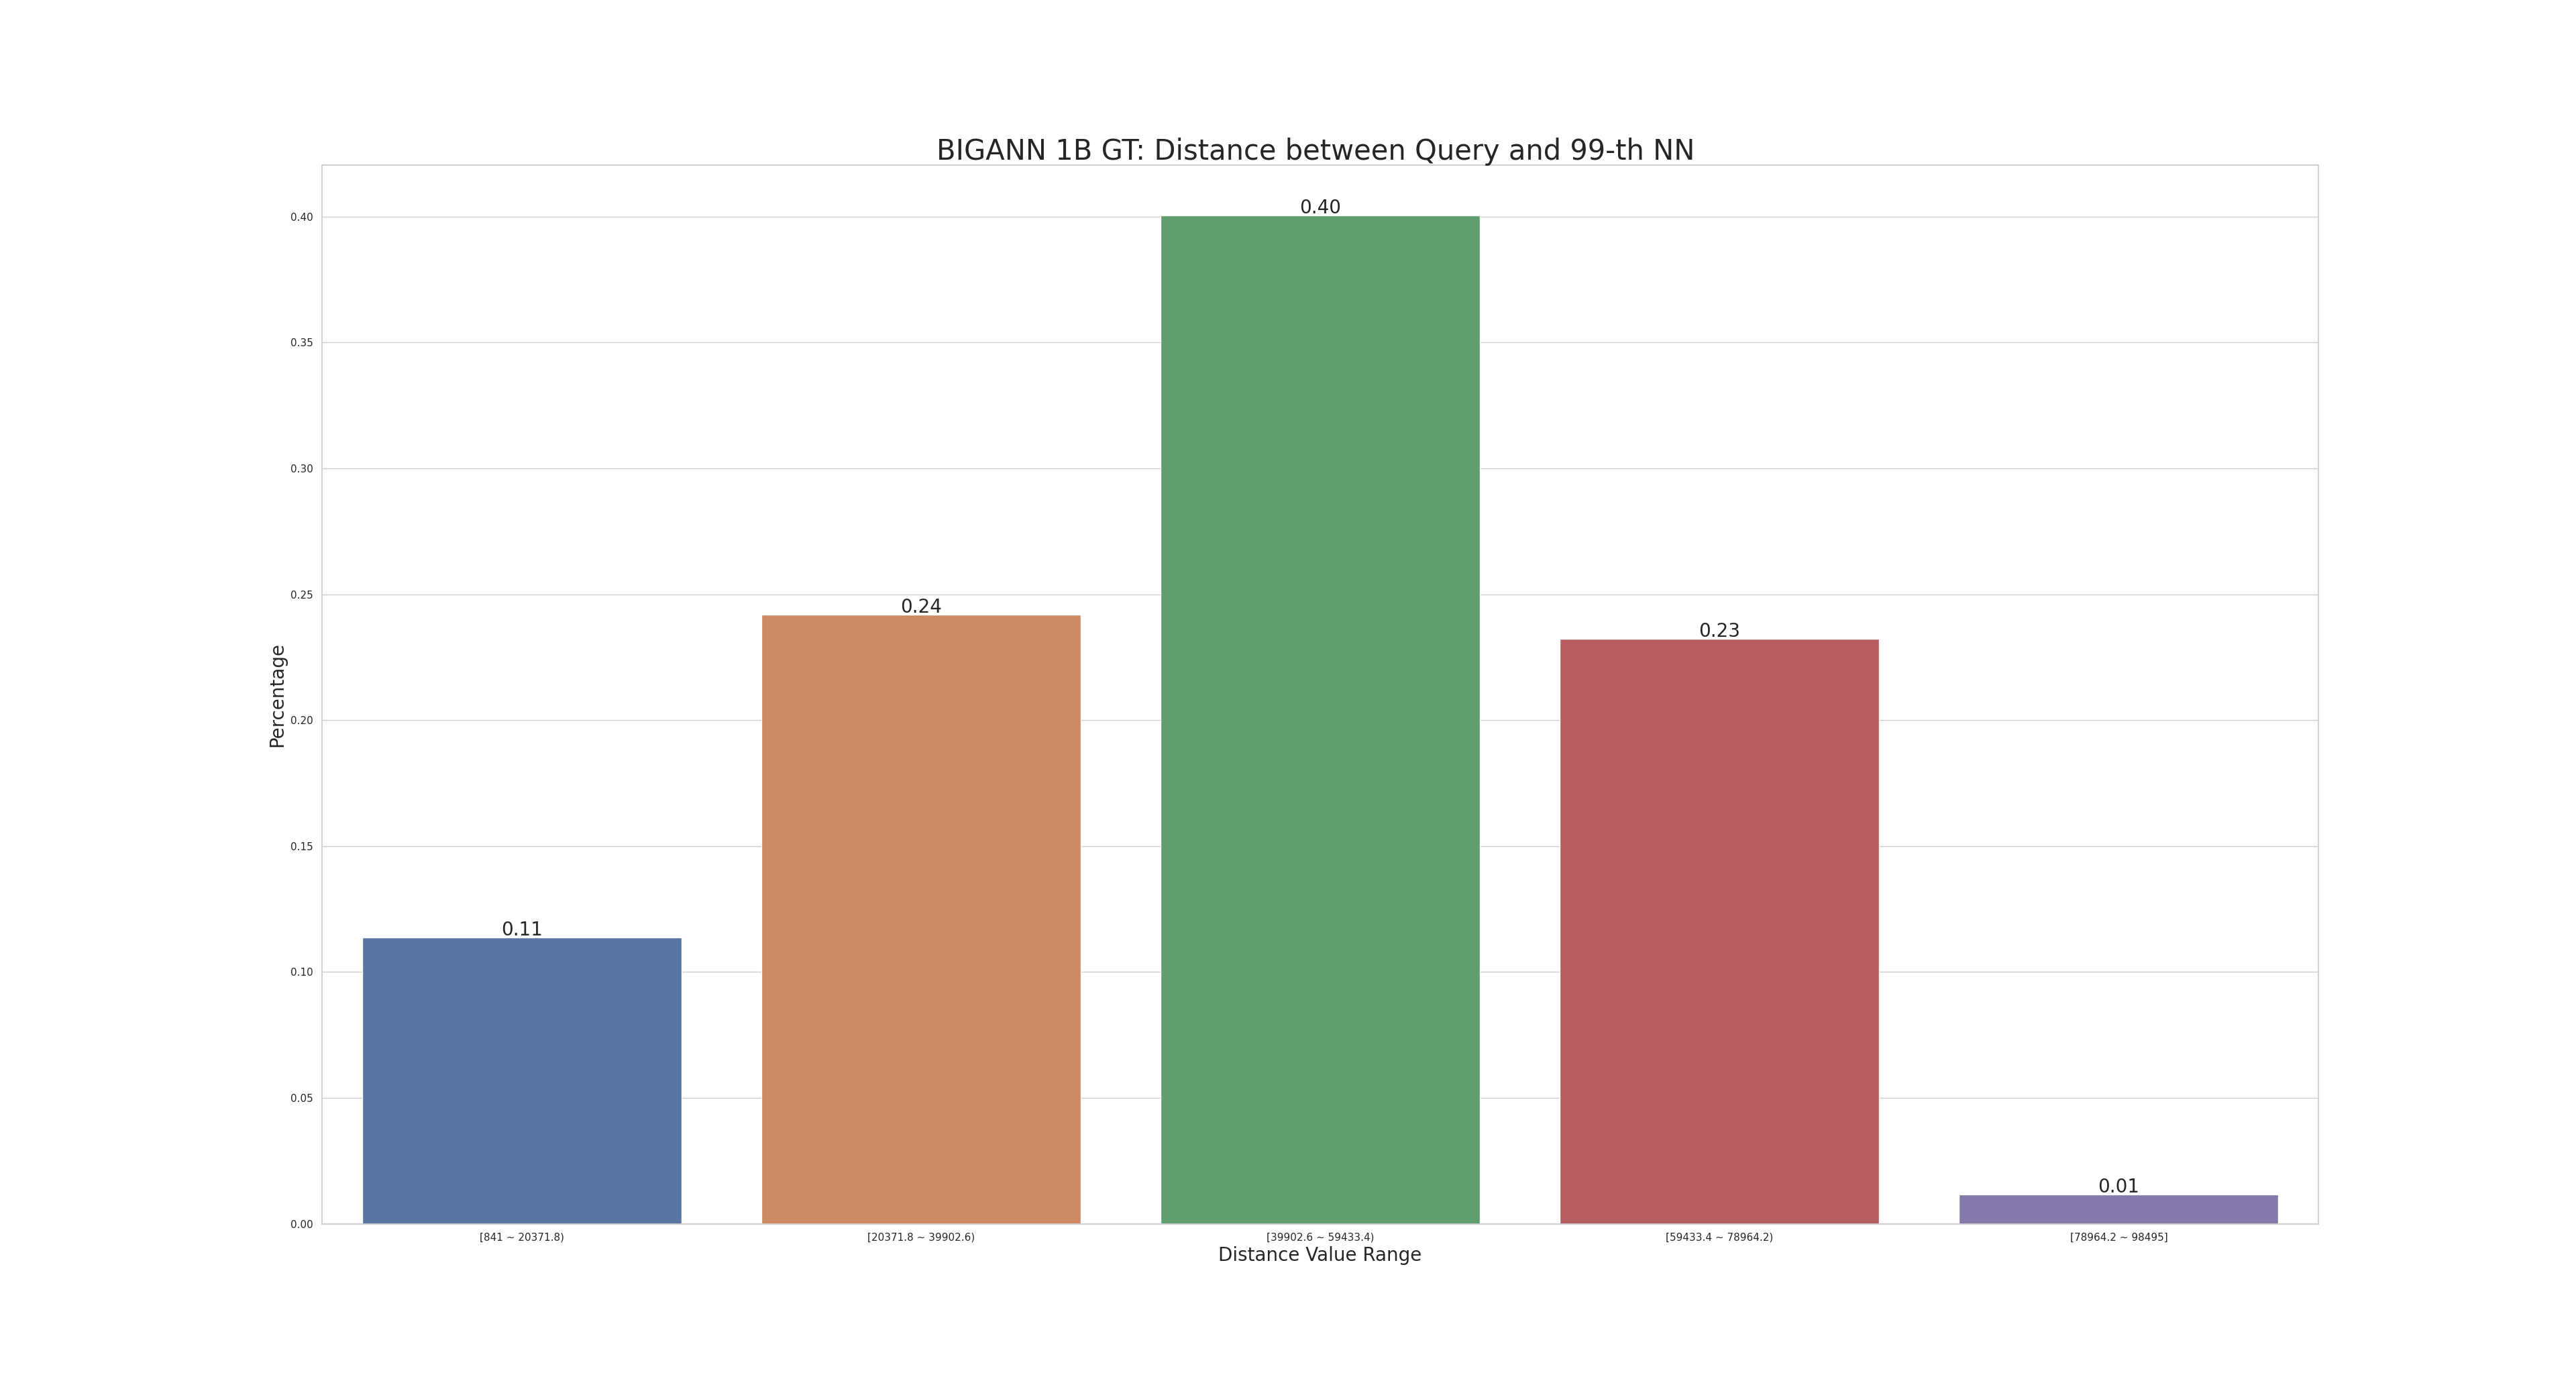 BIGANN 1B GT: Distance between Query and 99-th NN
0.40
0.35
0.30
0.25
0.20
0.15
0.10
0.05
0.00
Percentage
0.11
0.24
0.40
0.23
0.01
[841 ~ 20371.8)
[20371.8 ~ 39902.6)
[39902.6 ~ 59433.4)
[59433.4 ~ 78964.2)
[78964.2 ~ 98495]
Distance Value Range